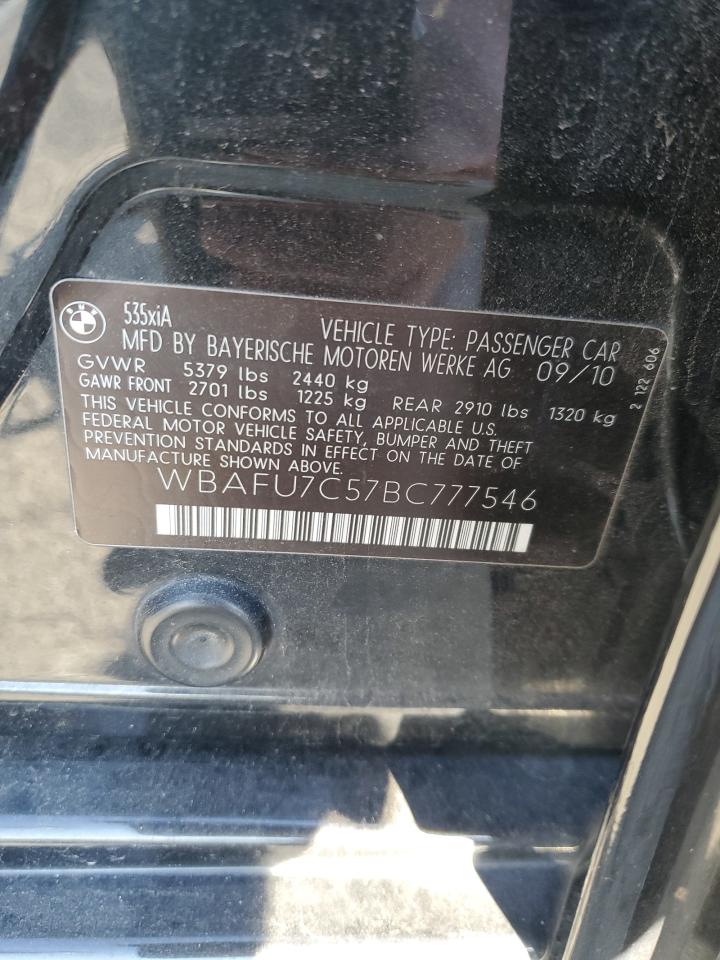 BMW
535xiA
VEHICLE TYPE: PASSENGER CAR
MFD BY BAYERISCHE MOTOREN WERKE AG 09/10
GVWR 5379 lbs 2440 kg
GAWR FRONT 2701 lbs 1225 kg REAR 2910 lbs 1320 kg
THIS VEHICLE CONFORMS TO ALL APPLICABLE U.S.
FEDERAL MOTOR VEHICLE SAFETY, BUMPER AND THEFT
PREVENTION STANDARDS IN EFFECT ON THE DATE OF
MANUFACTURE SHOWN ABOVE.
WBAFU7C57BC777546
2 122 606